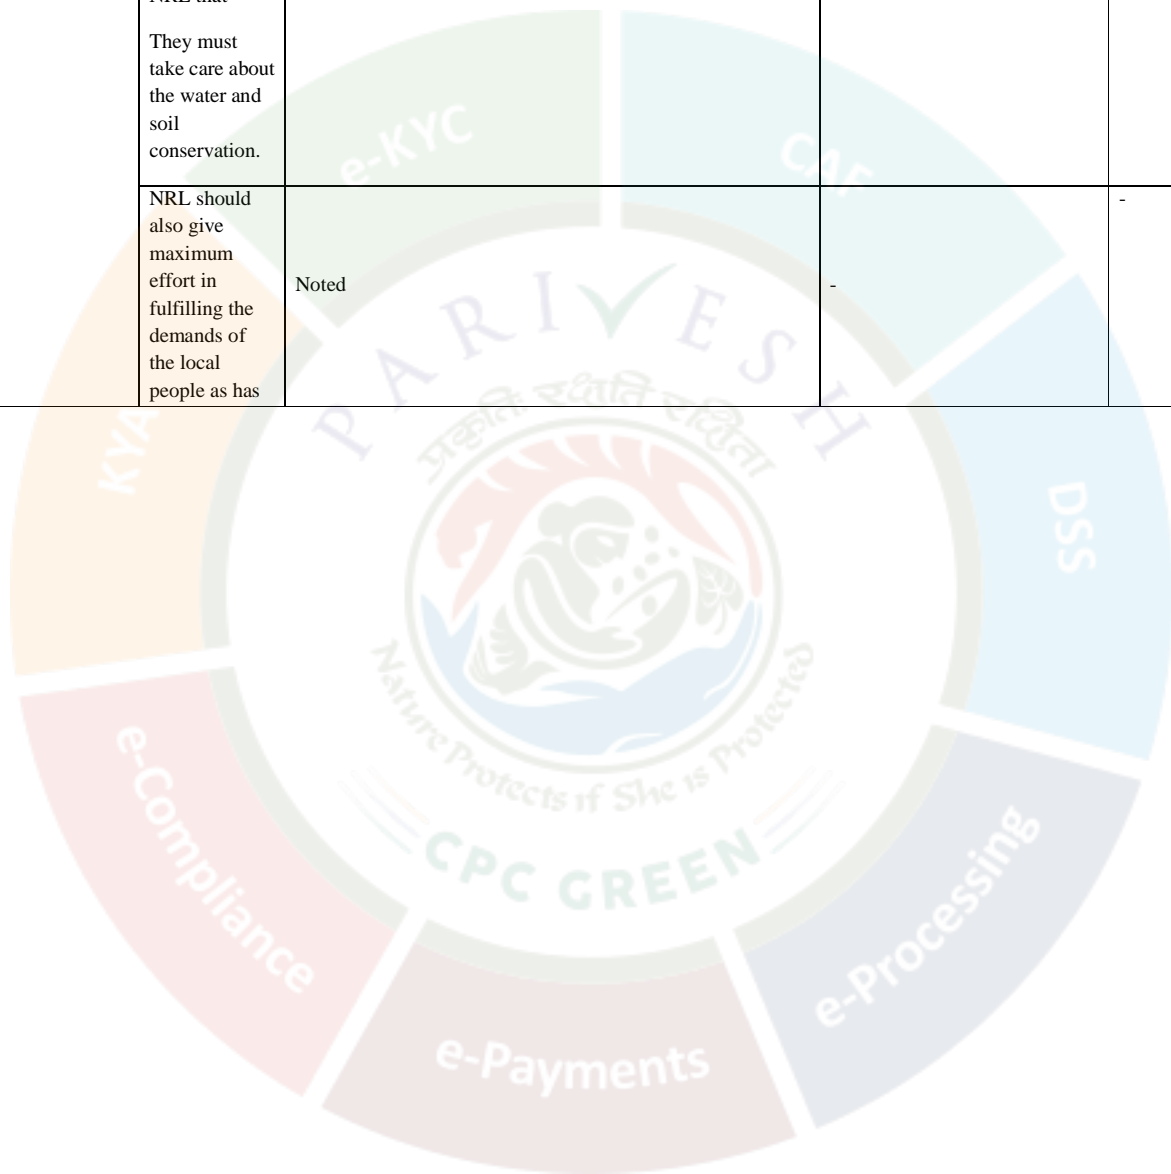 NRL that
They must
take care about
the water and
soil
conservation.
NRL should
also give
maximum
effort in
fulfilling the
demands of
the local
people as has
Noted
-
-
e-KYC
CAF
KYA
DSS
PARIVESH
प्रकृतिः रक्षति रक्षिता
Nature Protects if She is Protected
CPC GREEN
e-Compliance
e-Processing
e-Payments